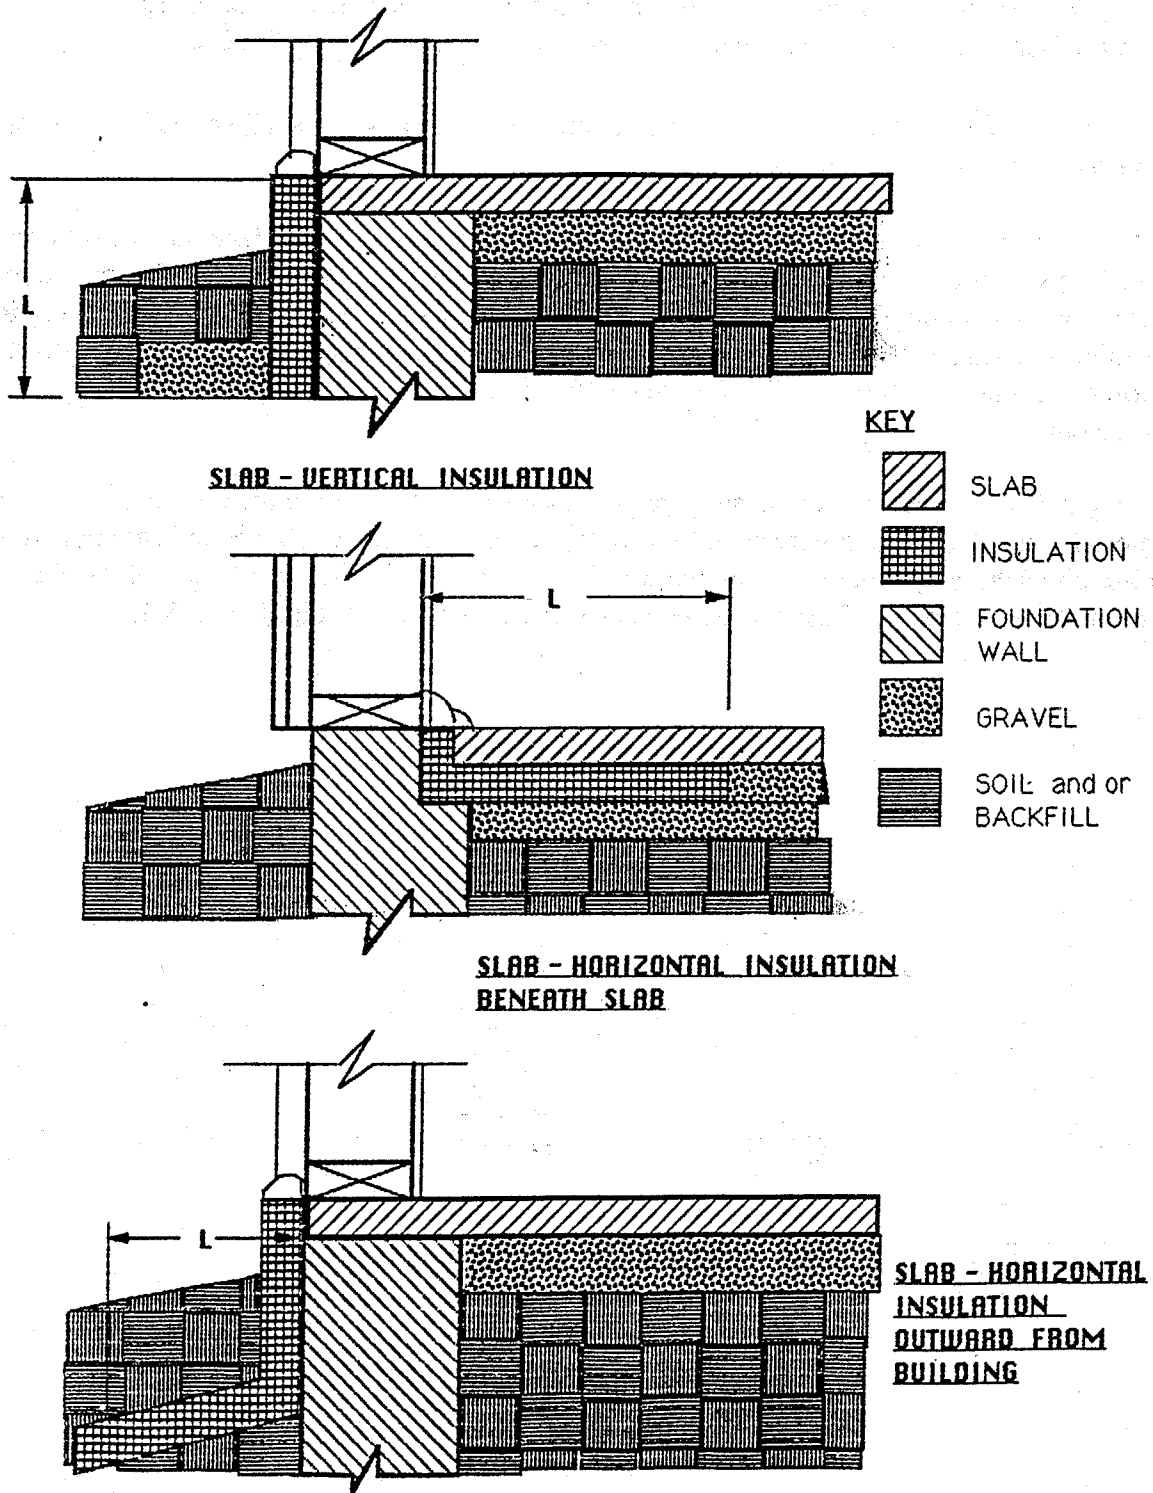 L
SLAB - VERTICAL INSULATION
KEY
SLAB
INSULATION
FOUNDATION
WALL
GRAVEL
SOIL and or
BACKFILL
L
SLAB - HORIZONTAL INSULATION
BENEATH SLAB
L
SLAB - HORIZONTAL
INSULATION
OUTWARD FROM
BUILDING